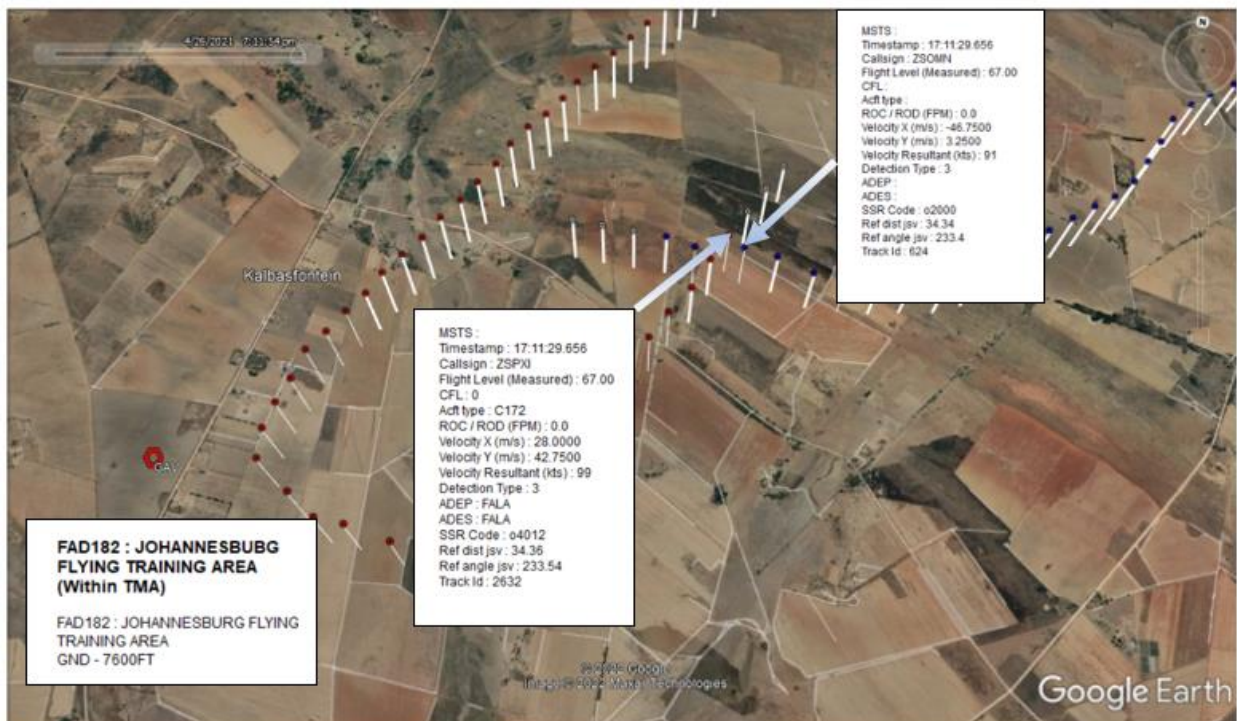 4/26/2021 7:11:54 pm
N
MSTS :
Timestamp : 17:11:29.656
Callsign : ZSOMN
Flight Level (Measured) : 67.00
CFL :
Acft type :
ROC / ROD (FPM) : 0.0
Velocity X (m/s) : -46.7500
Velocity Y (m/s) : 3.2500
Velocity Resultant (kts) : 91
Detection Type : 3
ADEP :
ADES :
SSR Code : o2000
Ref dist jsv : 34.34
Ref angle jsv : 233.4
Track Id : 624
Kalbasfontein
MSTS :
Timestamp : 17:11:29.656
Callsign : ZSPXI
Flight Level (Measured) : 67.00
CFL : 0
Acft type : C172
ROC / ROD (FPM) : 0.0
Velocity X (m/s) : 28.0000
Velocity Y (m/s) : 42.7500
Velocity Resultant (kts) : 99
Detection Type : 3
ADEP : FALA
ADES : FALA
SSR Code : o4012
Ref dist jsv : 34.36
Ref angle jsv : 233.54
Track Id : 2632
GAV
FAD182 : JOHANNESBUBG
FLYING TRAINING AREA
(Within TMA)
FAD182 : JOHANNESBURG FLYING
TRAINING AREA
GND - 7600FT
Google
Technologies
Google Earth